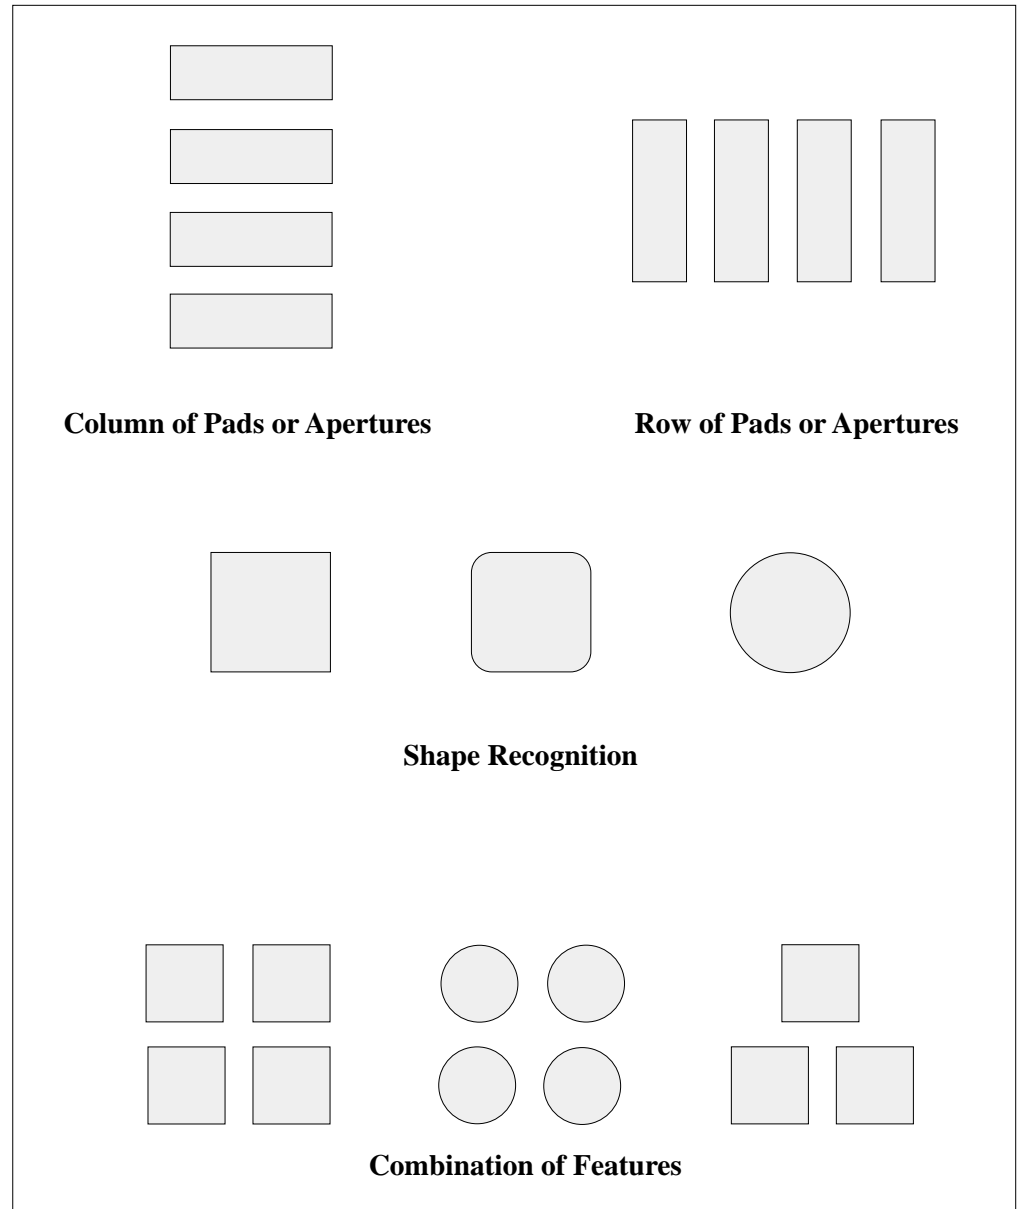 Column of Pads or Apertures
Row of Pads or Apertures
Shape Recognition
Combination of Features